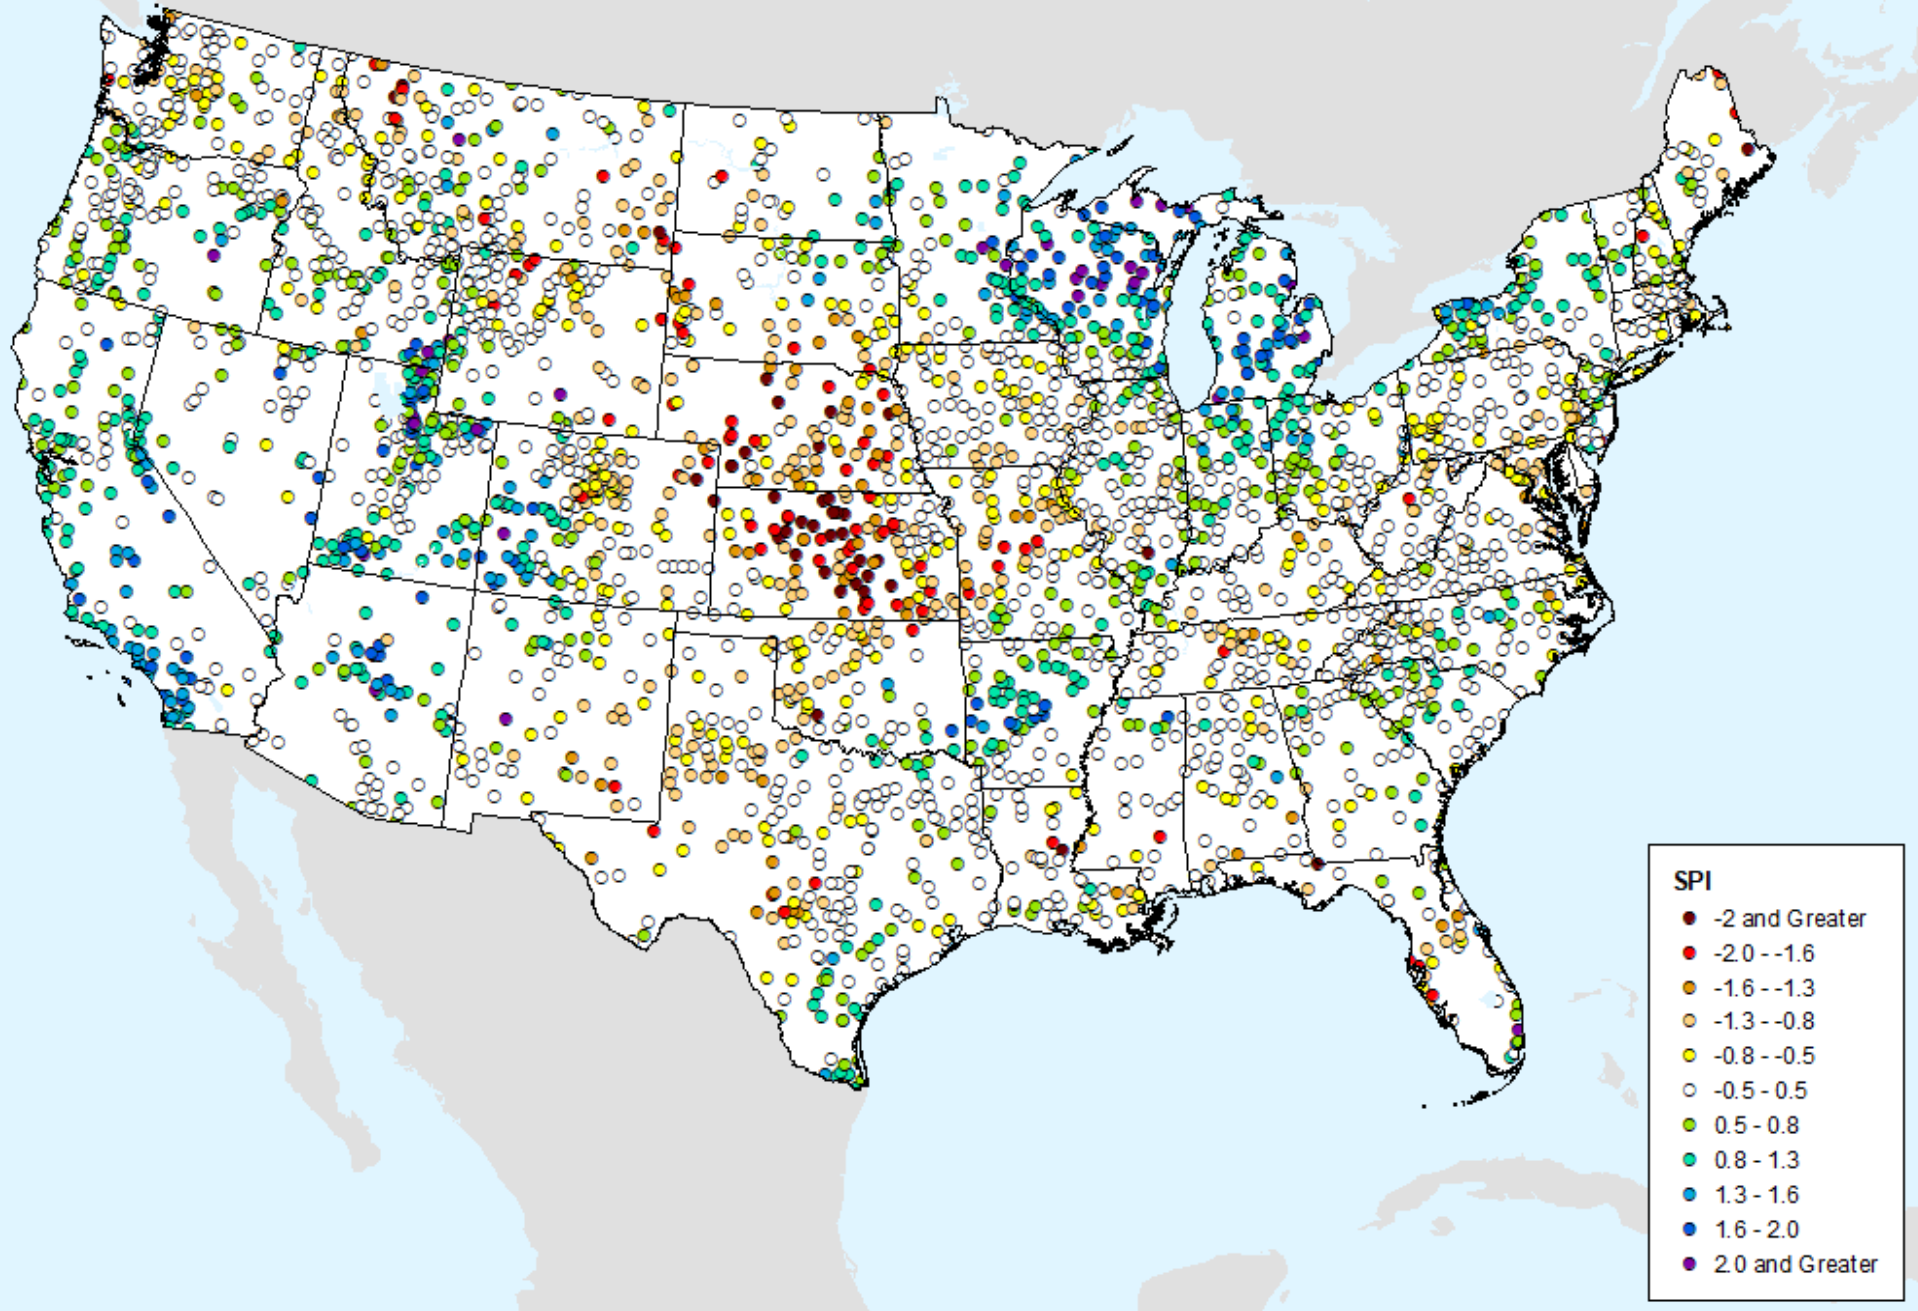 SPI
-2 and Greater
-2.0 - -1.6
-1.6 - -1.3
-1.3 - -0.8
-0.8 - -0.5
-0.5 - 0.5
0.5 - 0.8
0.8 - 1.3
1.3 - 1.6
1.6 - 2.0
2.0 and Greater